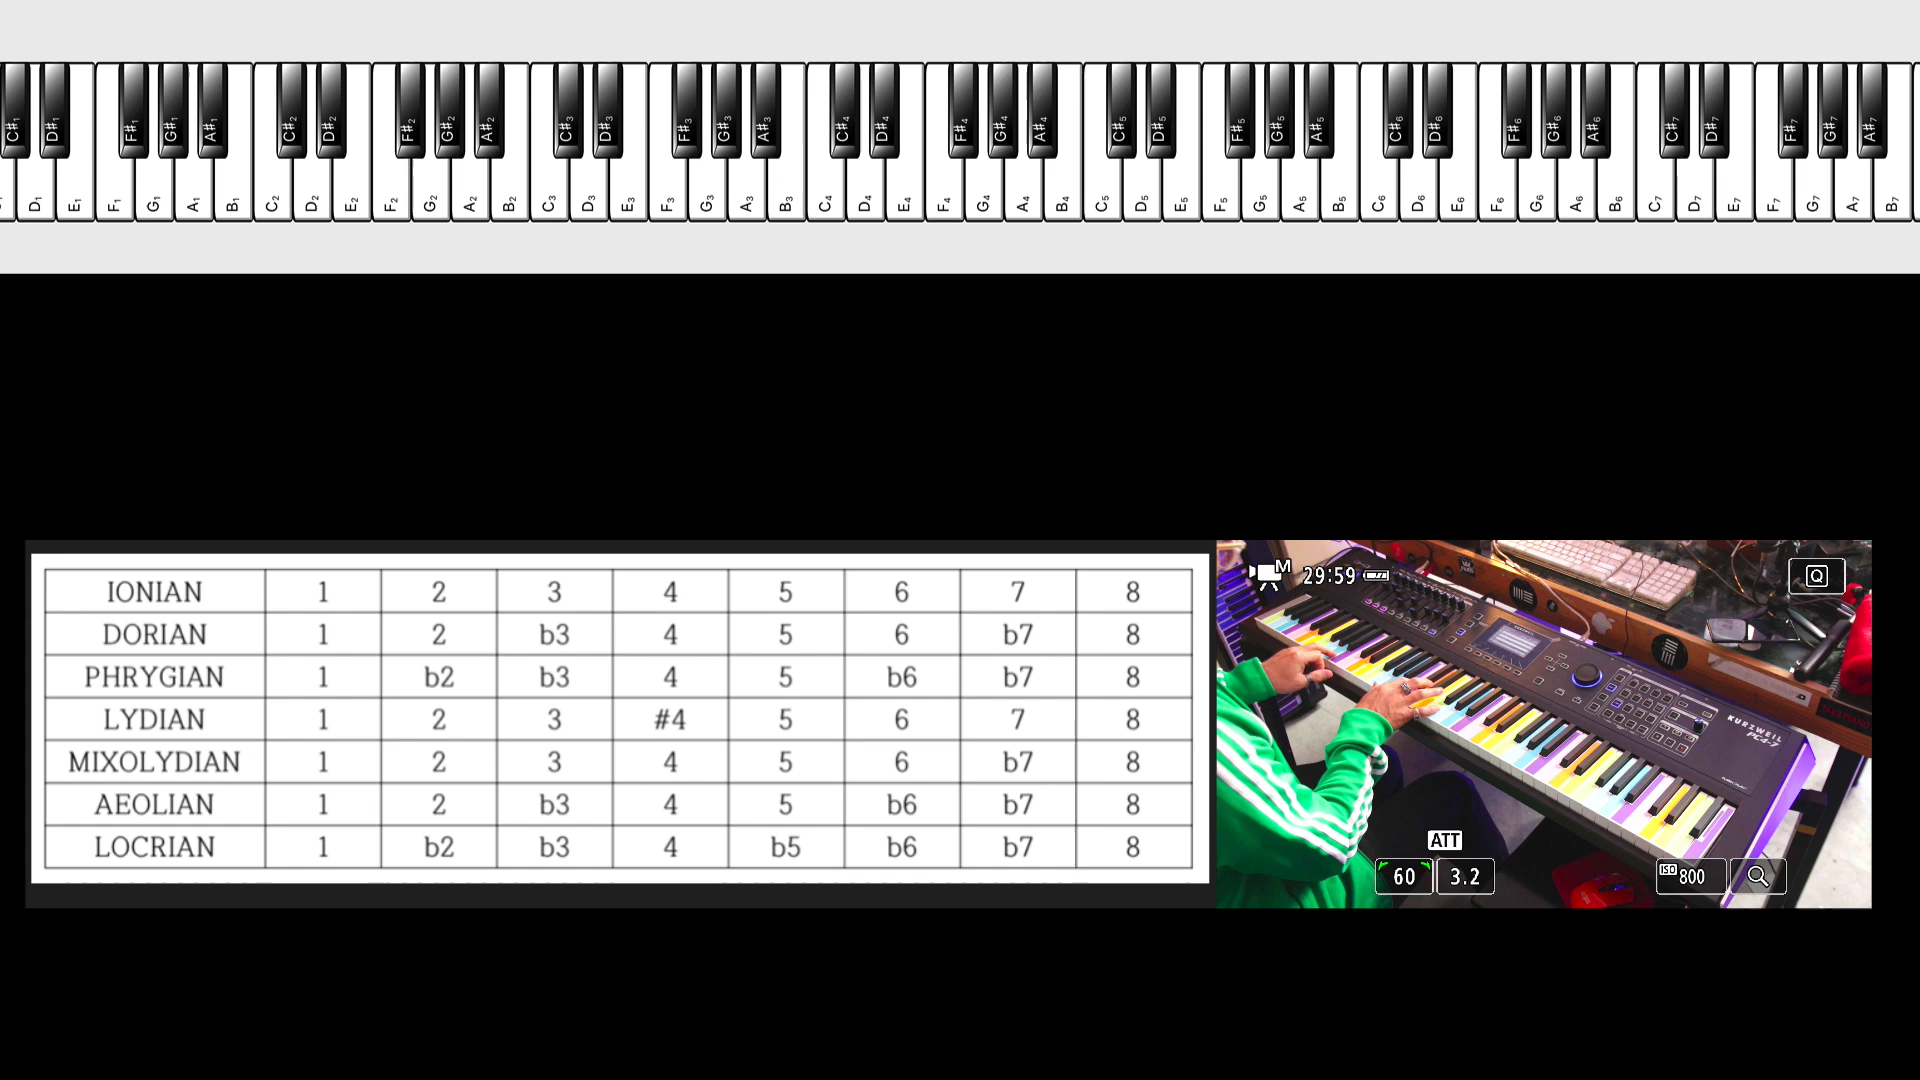 C#1 D#1 F#1 G#1 A#1 C#2 D#2 F#2 G#2 A#2 C#3 D#3 F#3 G#3 A#3 C#4 D#4 F#4 G#4 A#4 C#5 D#5 F#5 G#5 A#5 C#6 D#6 F#6 G#6 A#6 C#7 D#7 F#7 G#7 A#7
D1 E1 F1 G1 A1 B1 C2 D2 E2 F2 G2 A2 B2 C3 D3 E3 F3 G3 A3 B3 C4 D4 E4 F4 G4 A4 B4 C5 D5 E5 F5 G5 A5 B5 C6 D6 E6 F6 G6 A6 B6 C7 D7 E7 F7 G7 A7 B7
IONIAN 1 2 3 4 5 6 7 8
DORIAN 1 2 b3 4 5 6 b7 8
PHRYGIAN 1 b2 b3 4 5 b6 b7 8
LYDIAN 1 2 3 #4 5 6 7 8
MIXOLYDIAN 1 2 3 4 5 6 b7 8
AEOLIAN 1 2 b3 4 5 b6 b7 8
LOCRIAN 1 b2 b3 4 b5 b6 b7 8
M 29:59
Q
KURZWEIL
PC4-7
ATT
60 3.2
ISO 800